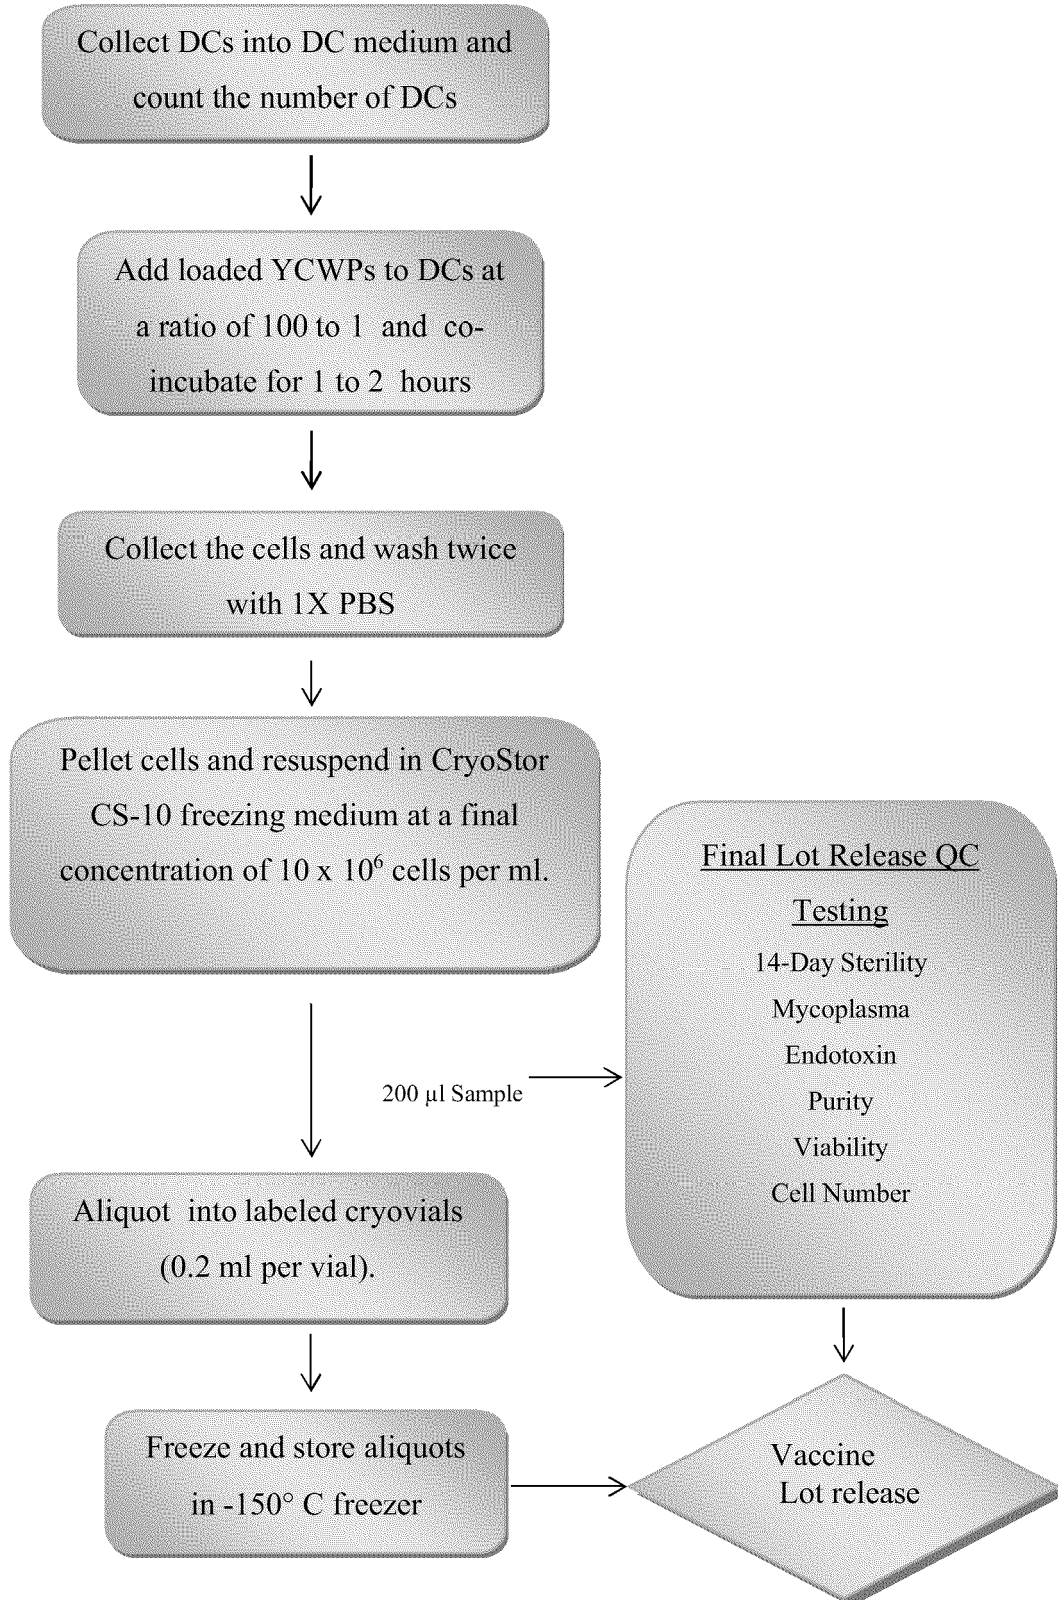 Collect DCs into DC medium and
count the number of DCs
Add loaded YCWPs to DCs at
a ratio of 100 to 1 and co-
incubate for 1 to 2 hours
Collect the cells and wash twice
with 1X PBS
Pellet cells and resuspend in CryoStor
CS-10 freezing medium at a final
concentration of 10 x 10⁶ cells per ml.
200 µl Sample
Final Lot Release QC
Testing
14-Day Sterility
Mycoplasma
Endotoxin
Purity
Viability
Cell Number
Aliquot into labeled cryovials
(0.2 ml per vial).
Freeze and store aliquots
in -150° C freezer
Vaccine
Lot release